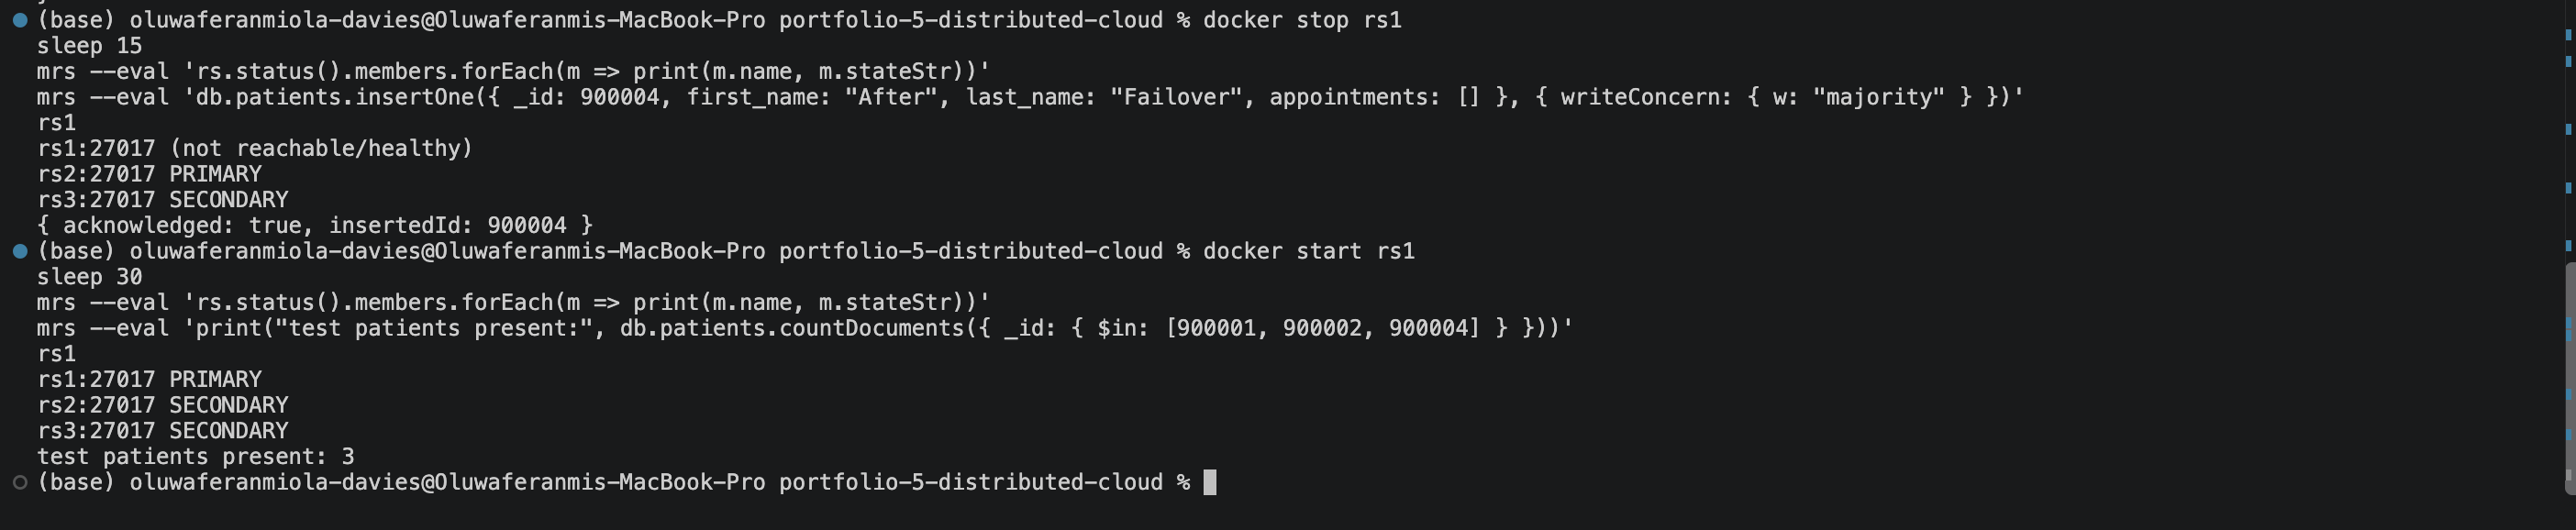 (base) oluwaferanmiola-davies@Oluwaferanmis-MacBook-Pro portfolio-5-distributed-cloud % docker stop rs1
sleep 15
mrs --eval 'rs.status().members.forEach(m => print(m.name, m.stateStr))'
mrs --eval 'db.patients.insertOne({ _id: 900004, first_name: "After", last_name: "Failover", appointments: [] }, { writeConcern: { w: "majority" } })'
rs1
rs1:27017 (not reachable/healthy)
rs2:27017 PRIMARY
rs3:27017 SECONDARY
{ acknowledged: true, insertedId: 900004 }
(base) oluwaferanmiola-davies@Oluwaferanmis-MacBook-Pro portfolio-5-distributed-cloud % docker start rs1
sleep 30
mrs --eval 'rs.status().members.forEach(m => print(m.name, m.stateStr))'
mrs --eval 'print("test patients present:", db.patients.countDocuments({ _id: { $in: [900001, 900002, 900004] } }))'
rs1
rs1:27017 PRIMARY
rs2:27017 SECONDARY
rs3:27017 SECONDARY
test patients present: 3
(base) oluwaferanmiola-davies@Oluwaferanmis-MacBook-Pro portfolio-5-distributed-cloud %